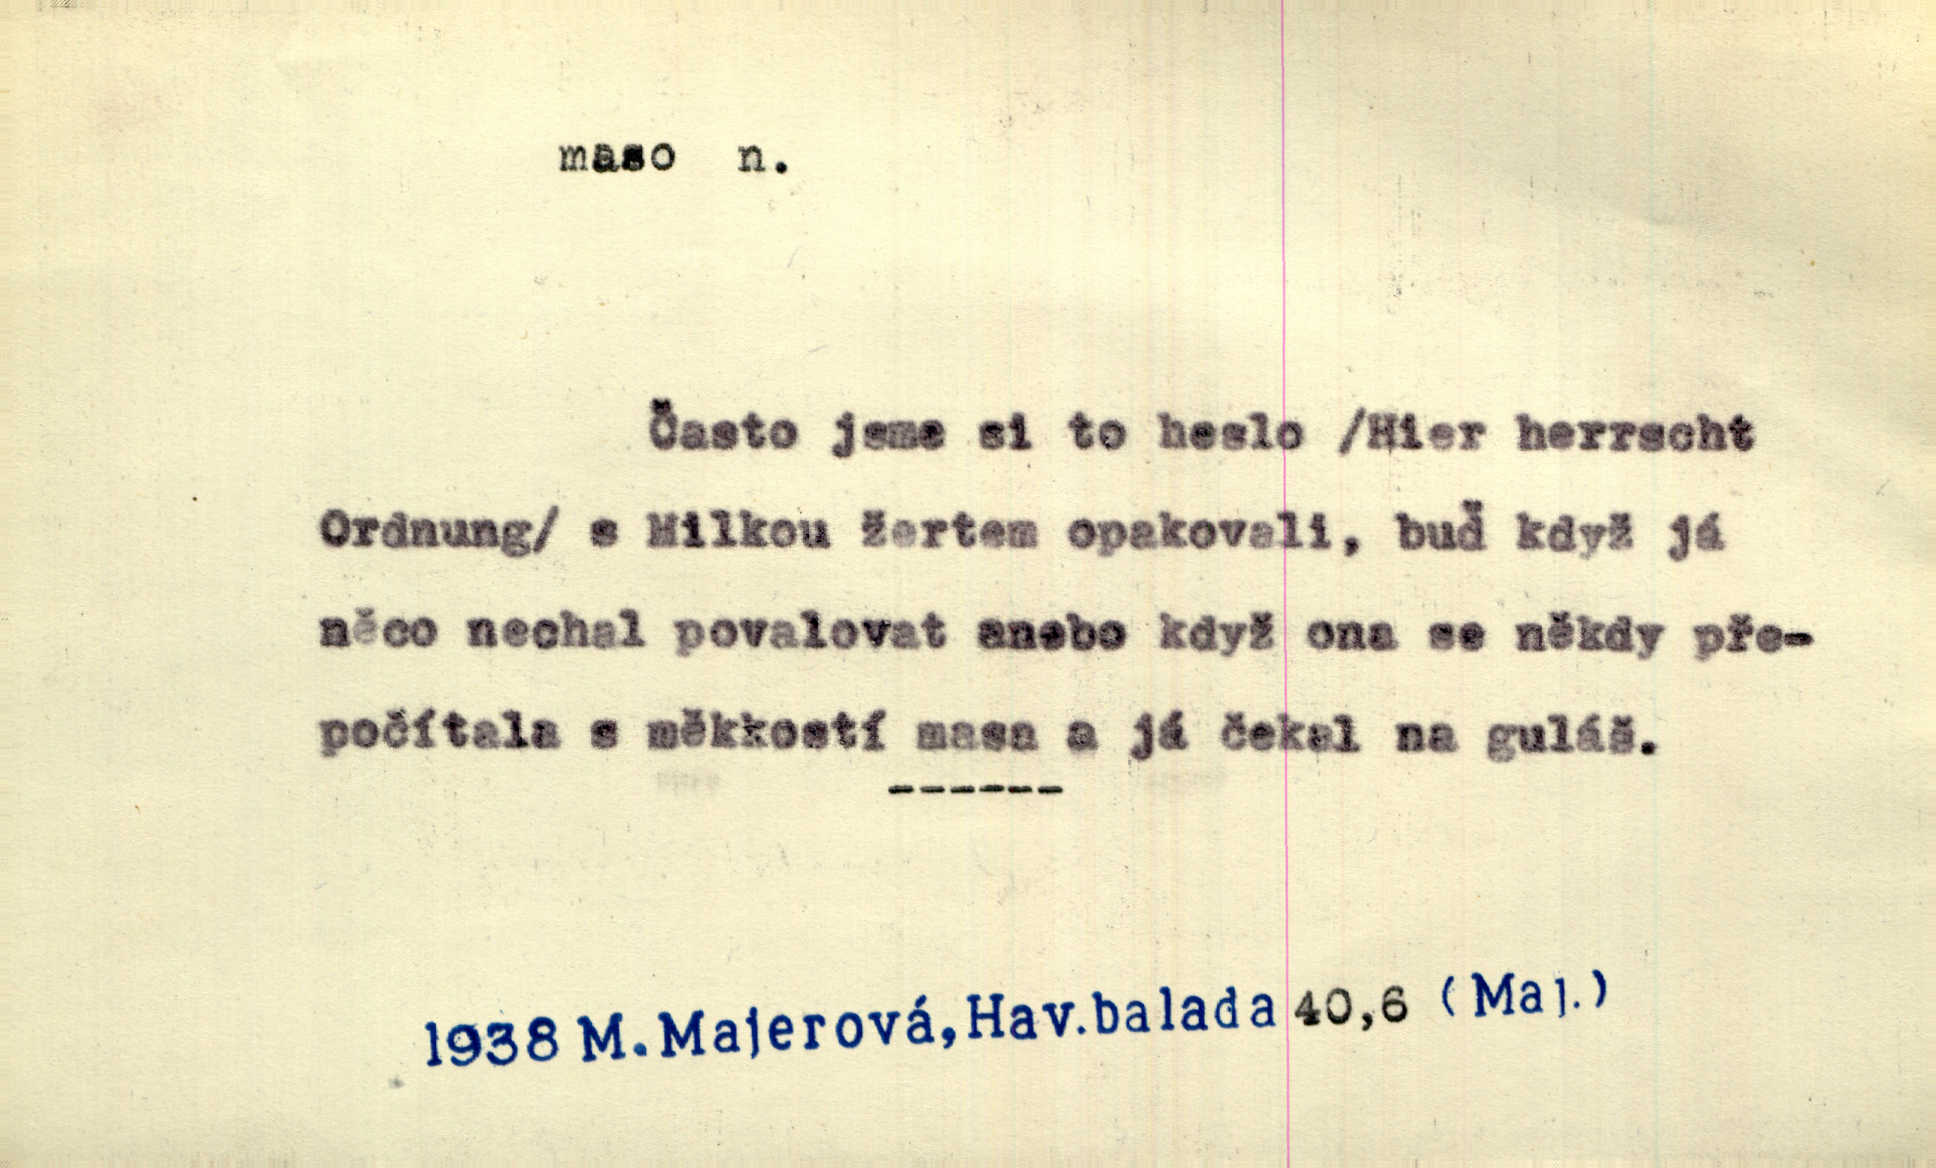 maso n.
Často jsme si to heslo /Hier herrscht
Ordnung/ s Milkou žertem opakovali, buď když já
něco nechal povalovat anebo když ona se někdy pře-
počítala s měkkostí masa a já čekal na guláš.
------
1938 M.Majerová,Hav.balada 40,6 (Maj.)